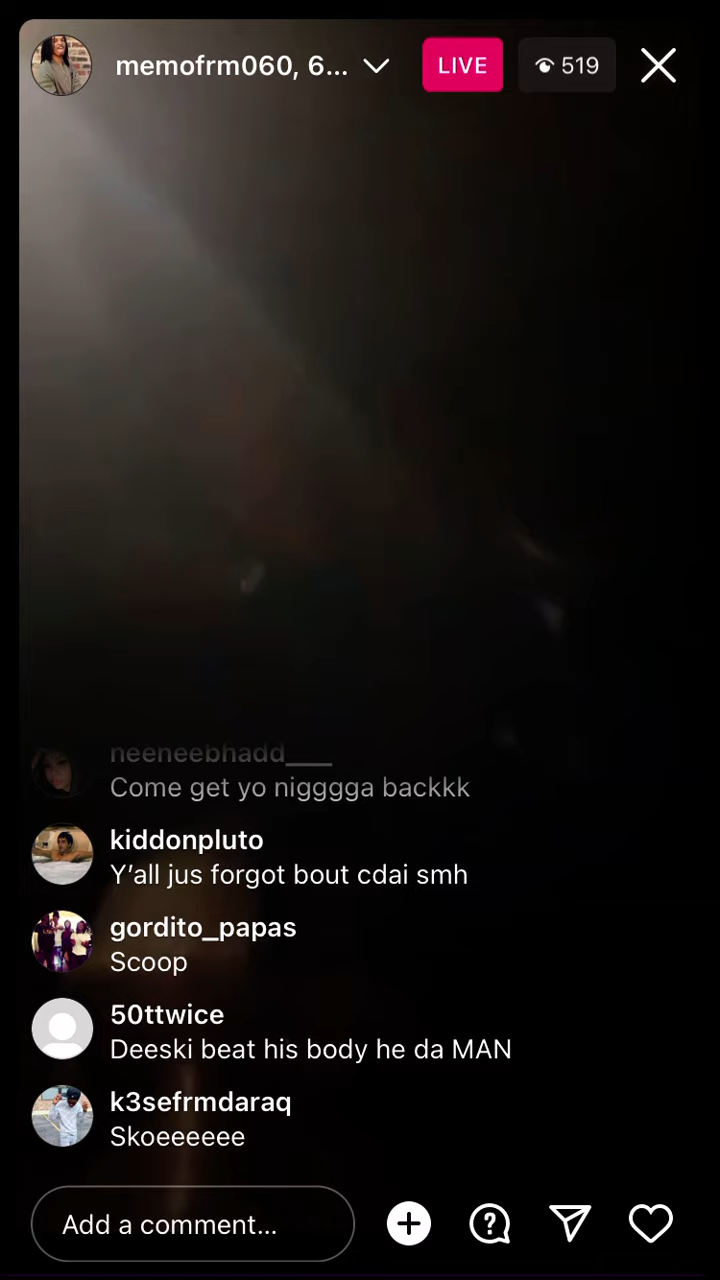 memofrm060, 6...
LIVE
519
neeneebhadd____
Come get yo nigggga backkk
kiddonpluto
Y'all jus forgot bout cdai smh
gordito_papas
Scoop
50ttwice
Deeski beat his body he da MAN
k3sefrmdaraq
Skoeeeeee
Add a comment...